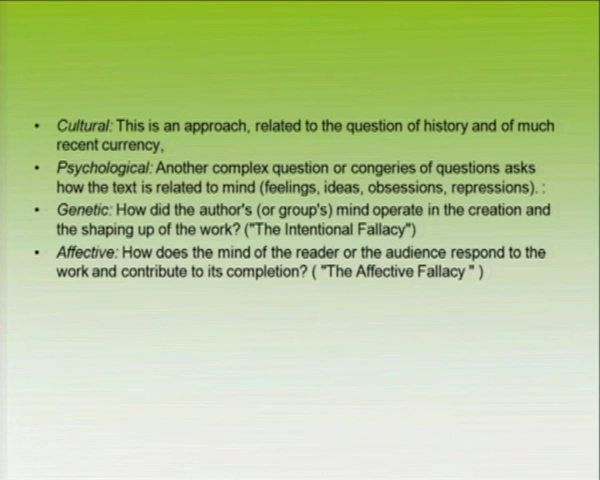 • Cultural: This is an approach, related to the question of history and of much
recent currency,
• Psychological: Another complex question or congeries of questions asks
how the text is related to mind (feelings, ideas, obsessions, repressions). :
• Genetic: How did the author's (or group's) mind operate in the creation and
the shaping up of the work? ("The Intentional Fallacy")
• Affective: How does the mind of the reader or the audience respond to the
work and contribute to its completion? ( "The Affective Fallacy " )